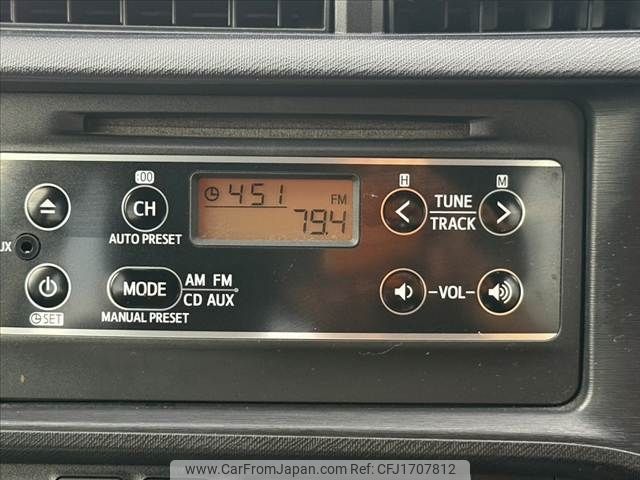 :00
H
M
451
FM
79.4
CH
AUTO PRESET
TUNE
TRACK
UX
MODE
AM FM
CD AUX
MANUAL PRESET
SET
-VOL-
www.CarFromJapan.com Ref:CFJ1707812